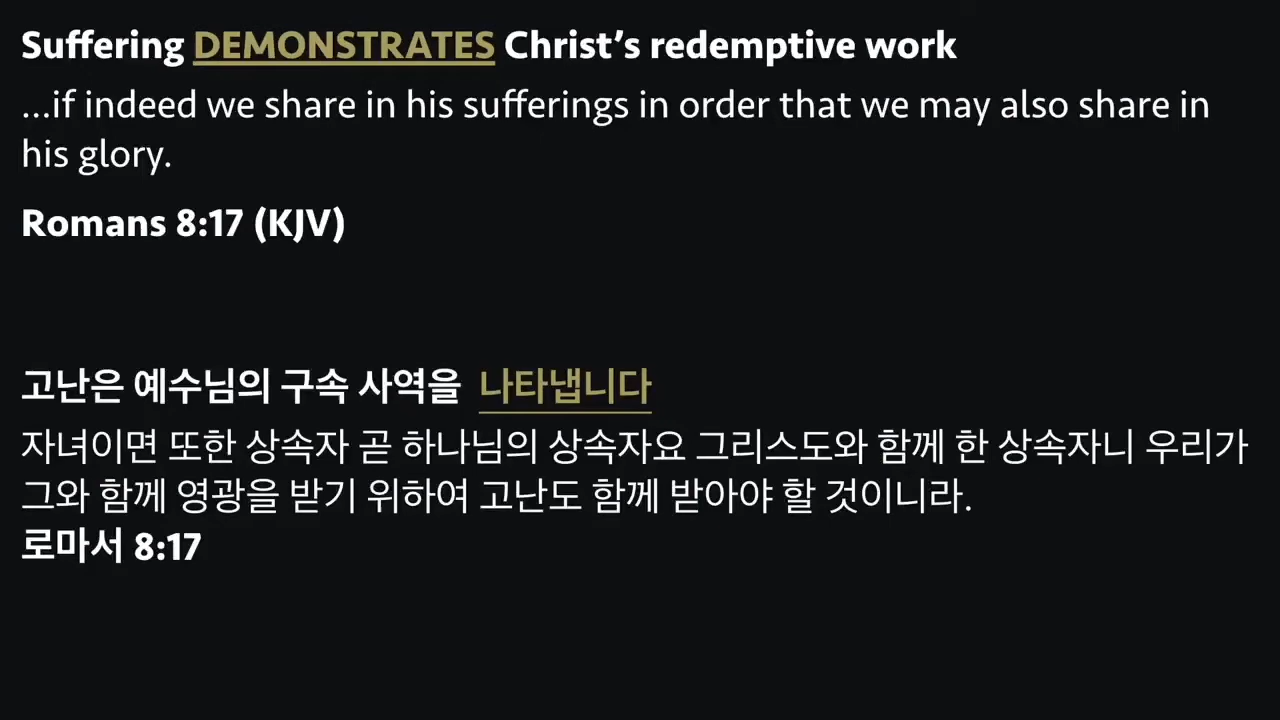 Suffering DEMONSTRATES Christ’s redemptive work
...if indeed we share in his sufferings in order that we may also share in
his glory.
Romans 8:17 (KJV)
고난은 예수님의 구속 사역을 나타냅니다
자녀이면 또한 상속자 곧 하나님의 상속자요 그리스도와 함께 한 상속자니 우리가
그와 함께 영광을 받기 위하여 고난도 함께 받아야 할 것이니라.
로마서 8:17